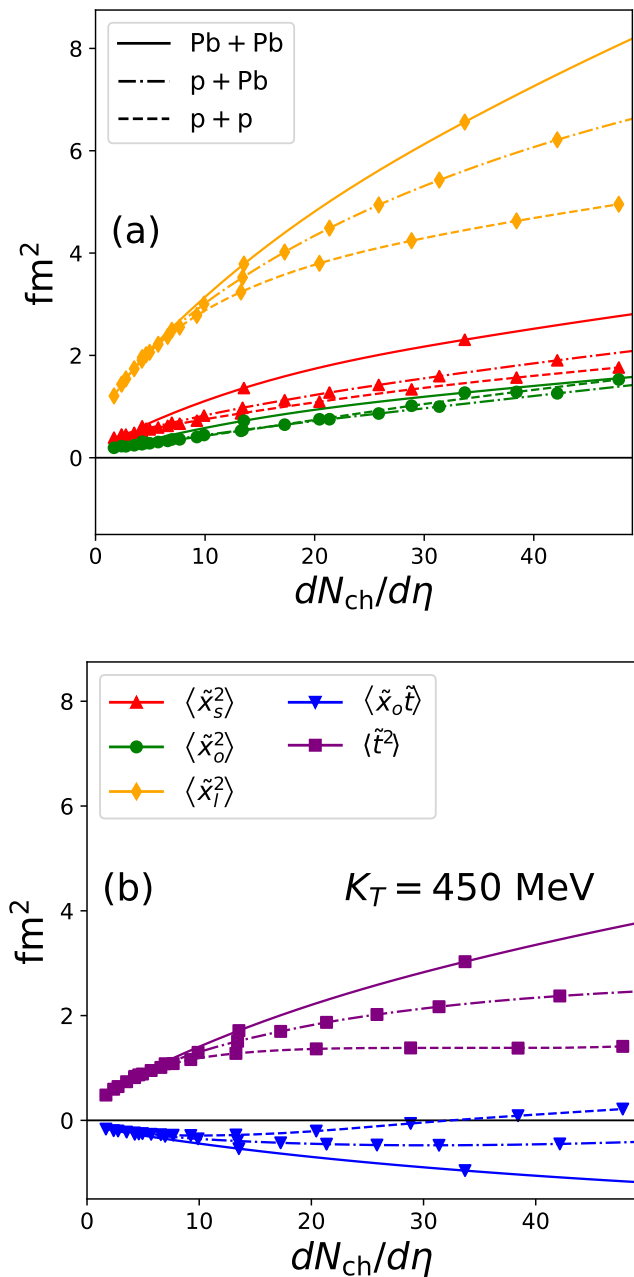 8
6
4
2
0
fm²
Pb + Pb
p + Pb
p + p
(a)
0 10 20 30 40
dN_ch/dη
8
6
4
2
0
fm²
⟨x̃_s²⟩ ⟨x̃_o t̃⟩
⟨x̃_o²⟩ ⟨t̃²⟩
⟨x̃_l²⟩
(b) K_T = 450 MeV
0 10 20 30 40
dN_ch/dη